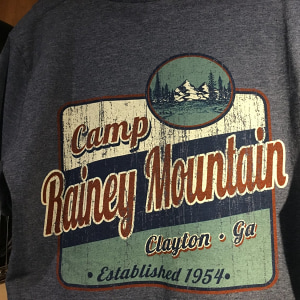 Camp
Rainey Mountain
Clayton • Ga
• Established 1954 •